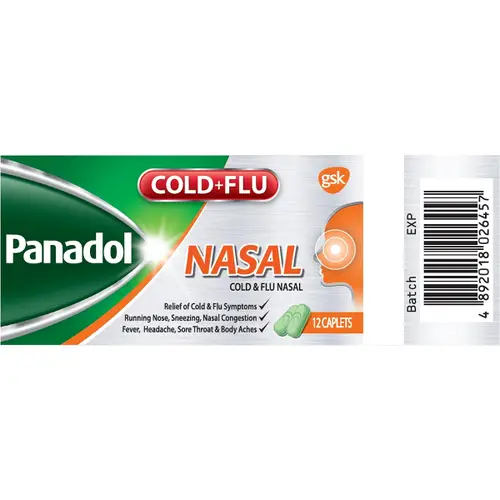 COLD+FLU
gsk
Panadol
NASAL
COLD & FLU NASAL
Relief of Cold & Flu Symptoms ✓
Running Nose, Sneezing, Nasal Congestion ✓
Fever, Headache, Sore Throat & Body Aches ✓
12 CAPLETS
Batch EXP
4 892018 026457